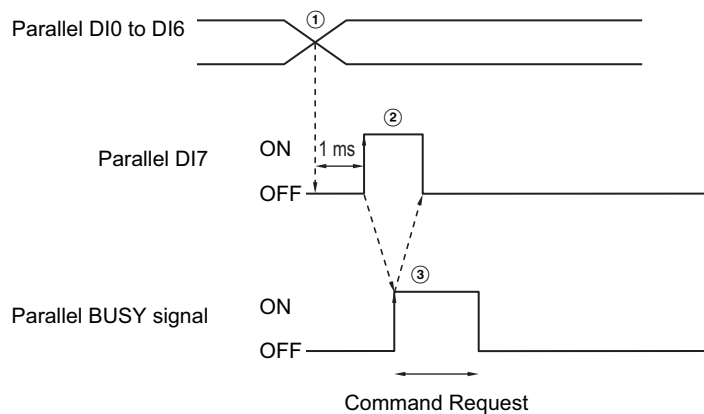 ①
Parallel DI0 to DI6
②
ON
1 ms
Parallel DI7
OFF
③
ON
Parallel BUSY signal
OFF
Command Request